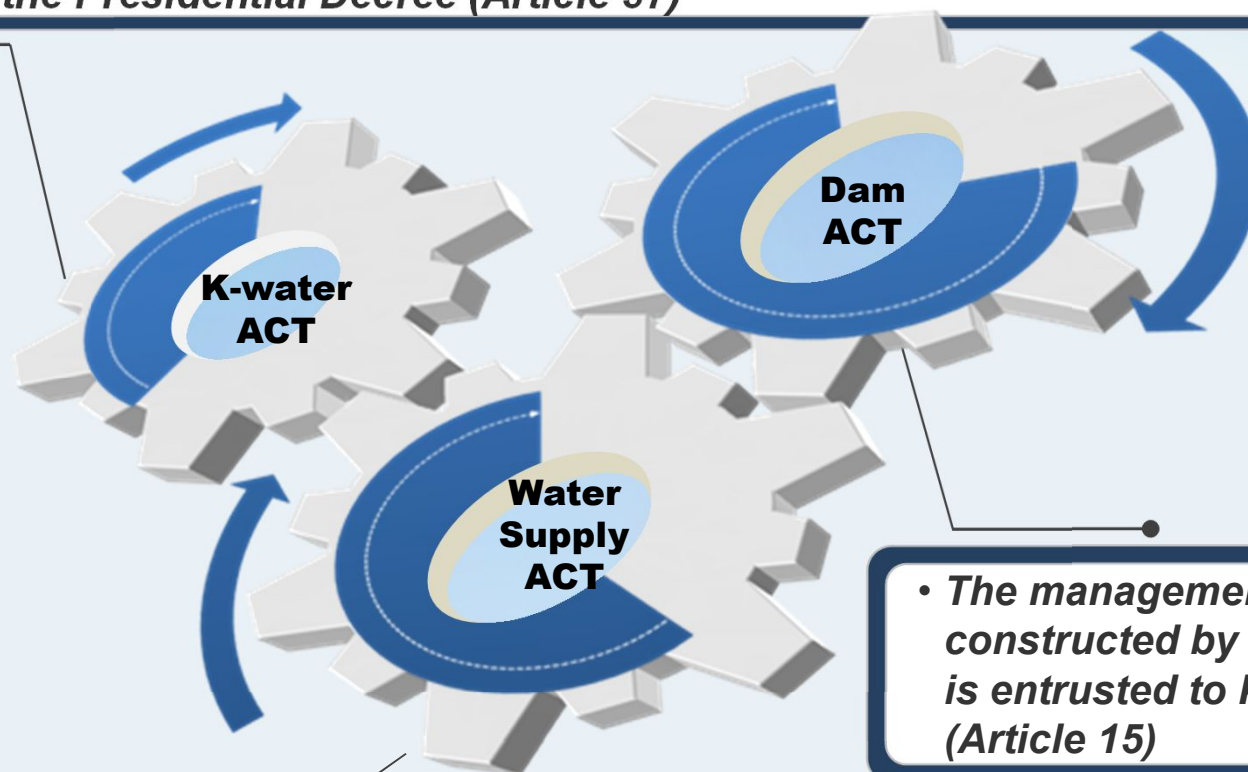 the Presidential Decree (Article 37)
Dam
ACT
K-water
ACT
Water
Supply
ACT
• The
constructed by
is entrusted to
(Article 15)